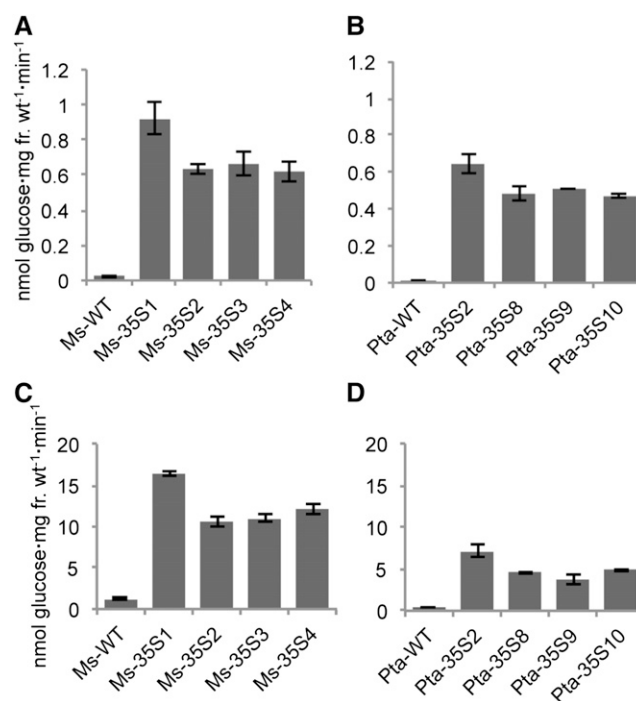 A
nmol glucose·mg fr. wt⁻¹·min⁻¹
1.2
1
0.8
0.6
0.4
0.2
0
Ms-WT
Ms-35S1
Ms-35S2
Ms-35S3
Ms-35S4
B
1.2
1
0.8
0.6
0.4
0.2
0
Pta-WT
Pta-35S2
Pta-35S8
Pta-35S9
Pta-35S10
C
nmol glucose·mg fr. wt⁻¹·min⁻¹
20
15
10
5
0
Ms-WT
Ms-35S1
Ms-35S2
Ms-35S3
Ms-35S4
D
20
15
10
5
0
Pta-WT
Pta-35S2
Pta-35S8
Pta-35S9
Pta-35S10